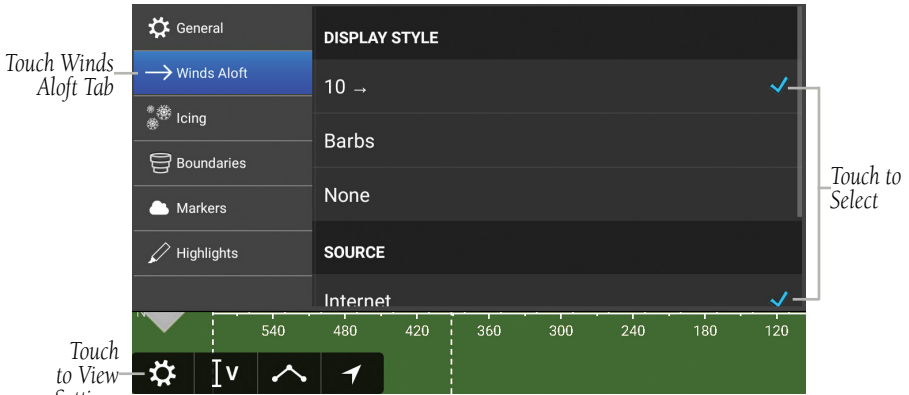 General
DISPLAY STYLE
Touch Winds
Aloft Tab
Winds Aloft
10 →
Icing
Barbs
Boundaries
Touch to
Select
Markers
None
Highlights
SOURCE
Internet
540 480 420 360 300 240 180 120
Touch
to View
V